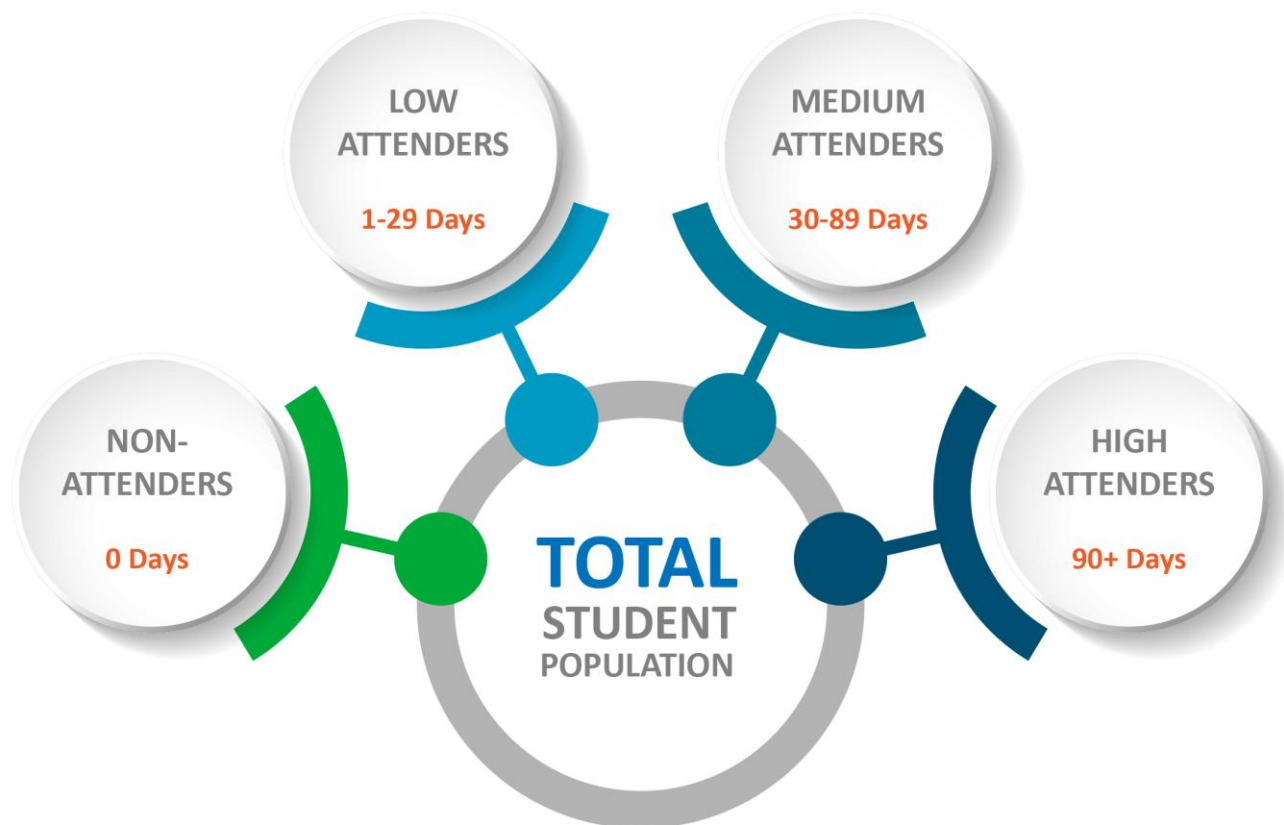 LOW
ATTENDERS
1-29 Days
MEDIUM
ATTENDERS
30-89 Days
NON-
ATTENDERS
0 Days
HIGH
ATTENDERS
90+ Days
TOTAL
STUDENT
POPULATION